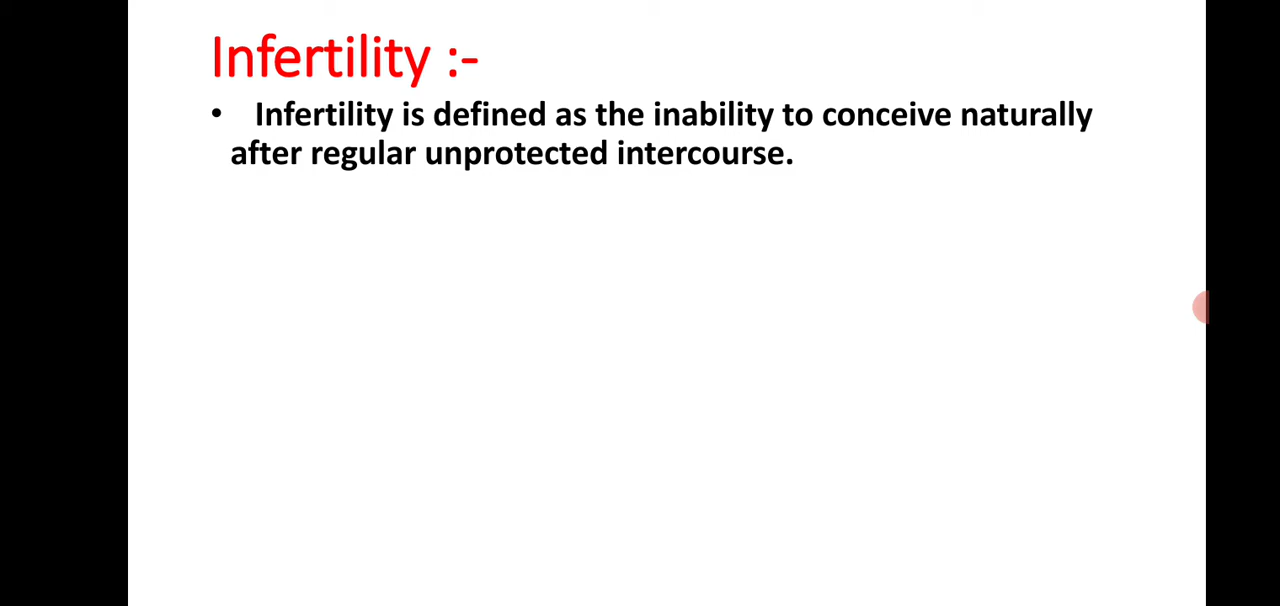 Infertility :-
• Infertility is defined as the inability to conceive naturally
after regular unprotected intercourse.